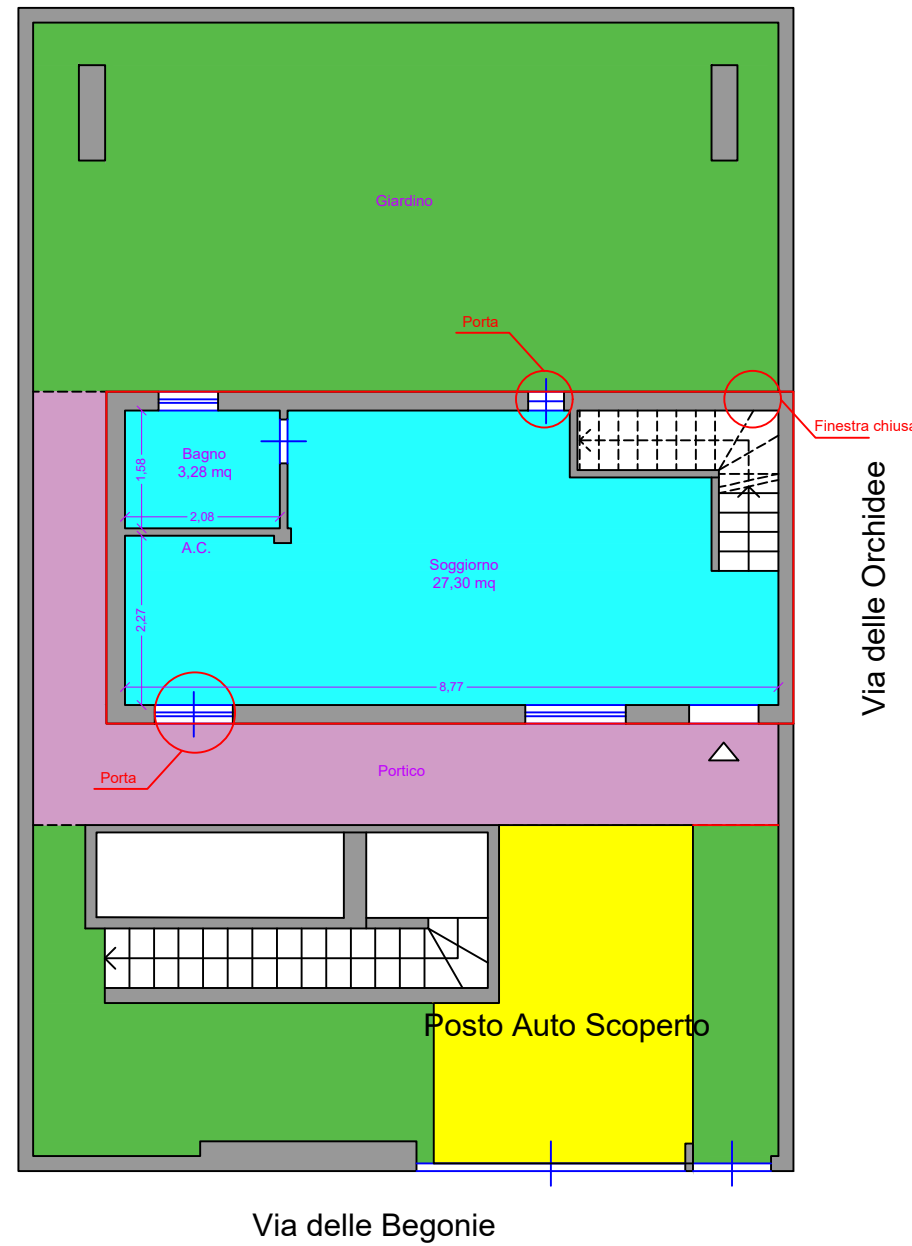 Giardino
Porta
Finestra chiusa
Bagno
3,28 mq
1,58
2,08
A.C.
Soggiorno
27,30 mq
2,27
8,77
Via delle Orchidee
Porta
Portico
Posto Auto Scoperto
Via delle Begonie